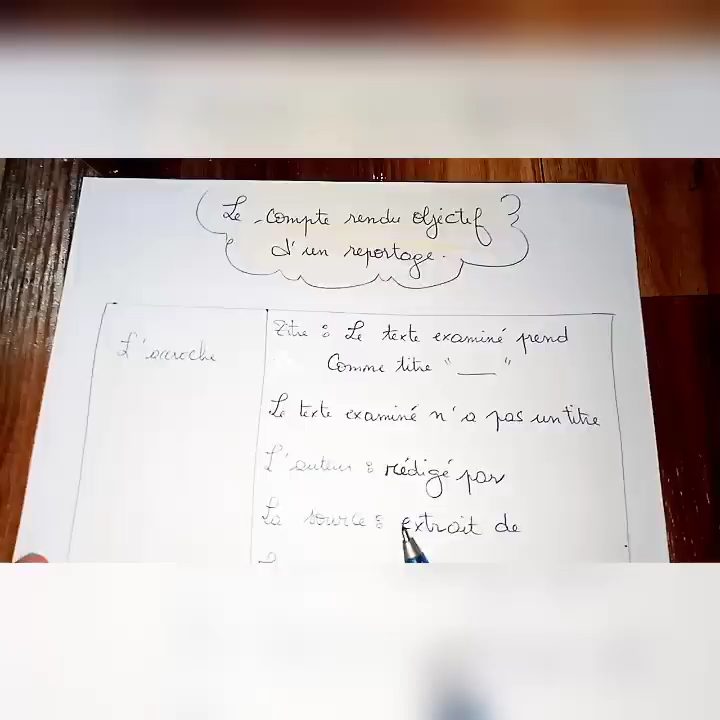 Le compte rendu objectif
d'un reportage.
L'accroche
Titre : Le texte examiné prend
Comme titre " ___ "
Le texte examiné n'a pas un titre
L'auteur : rédigé par
La source : extrait de